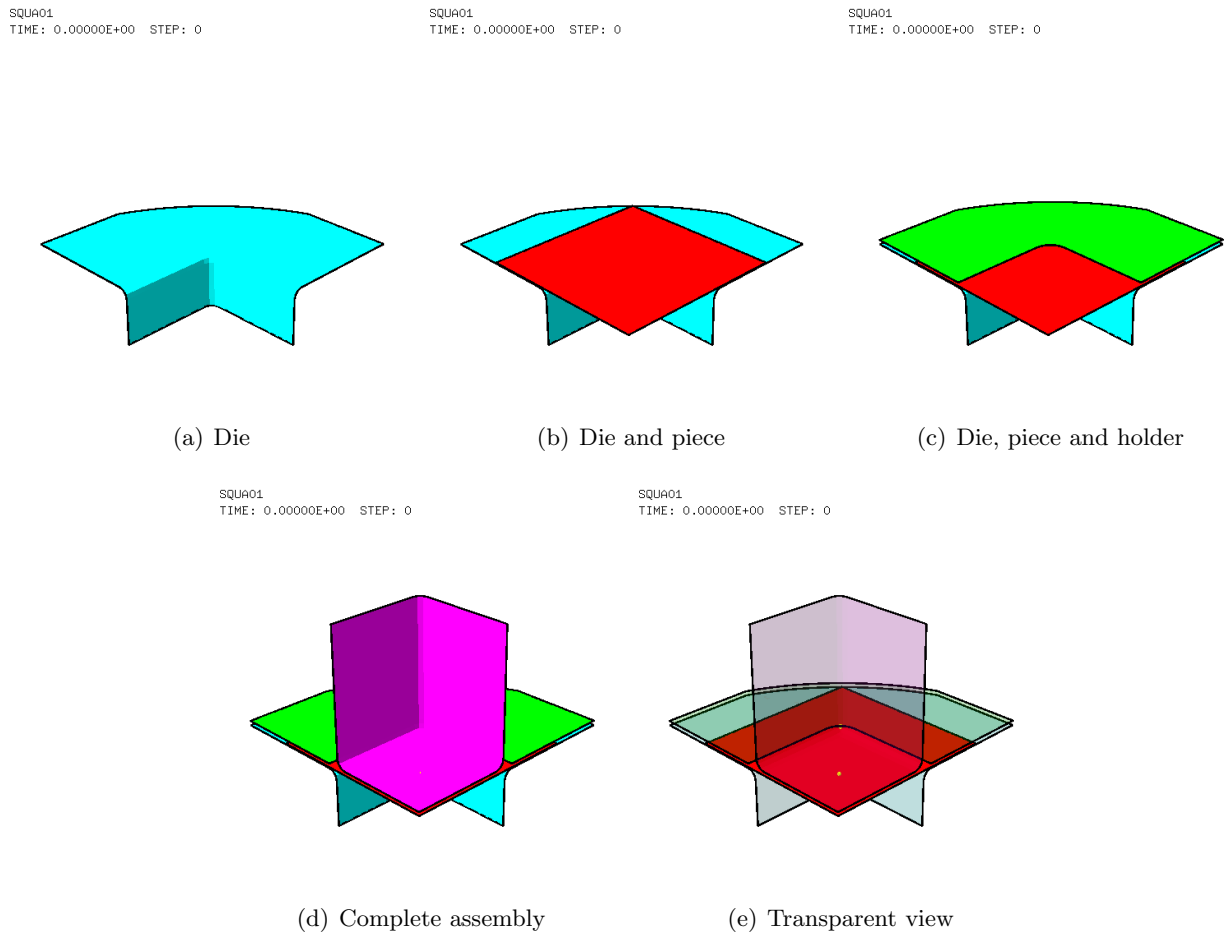 SQUA01
TIME: 0.00000E+00 STEP: 0
SQUA01
TIME: 0.00000E+00 STEP: 0
SQUA01
TIME: 0.00000E+00 STEP: 0
(a) Die
(b) Die and piece
(c) Die, piece and holder
SQUA01
TIME: 0.00000E+00 STEP: 0
SQUA01
TIME: 0.00000E+00 STEP: 0
(d) Complete assembly
(e) Transparent view